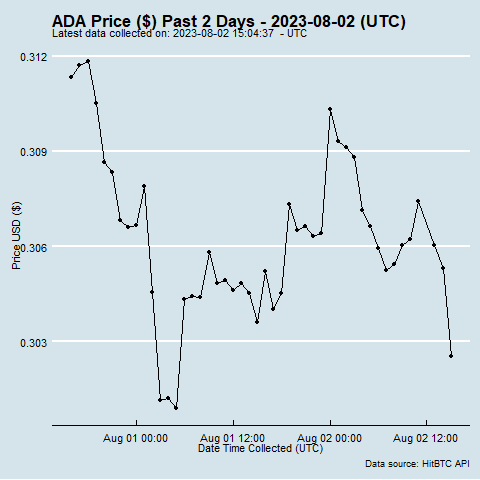 ADA Price ($) Past 2 Days - 2023-08-02 (UTC)
Latest data collected on: 2023-08-02 15:04:37 - UTC
0.312
0.309
0.306
0.303
Price USD ($)
Aug 01 00:00 Aug 01 12:00 Aug 02 00:00 Aug 02 12:00
Date Time Collected (UTC)
Data source: HitBTC API